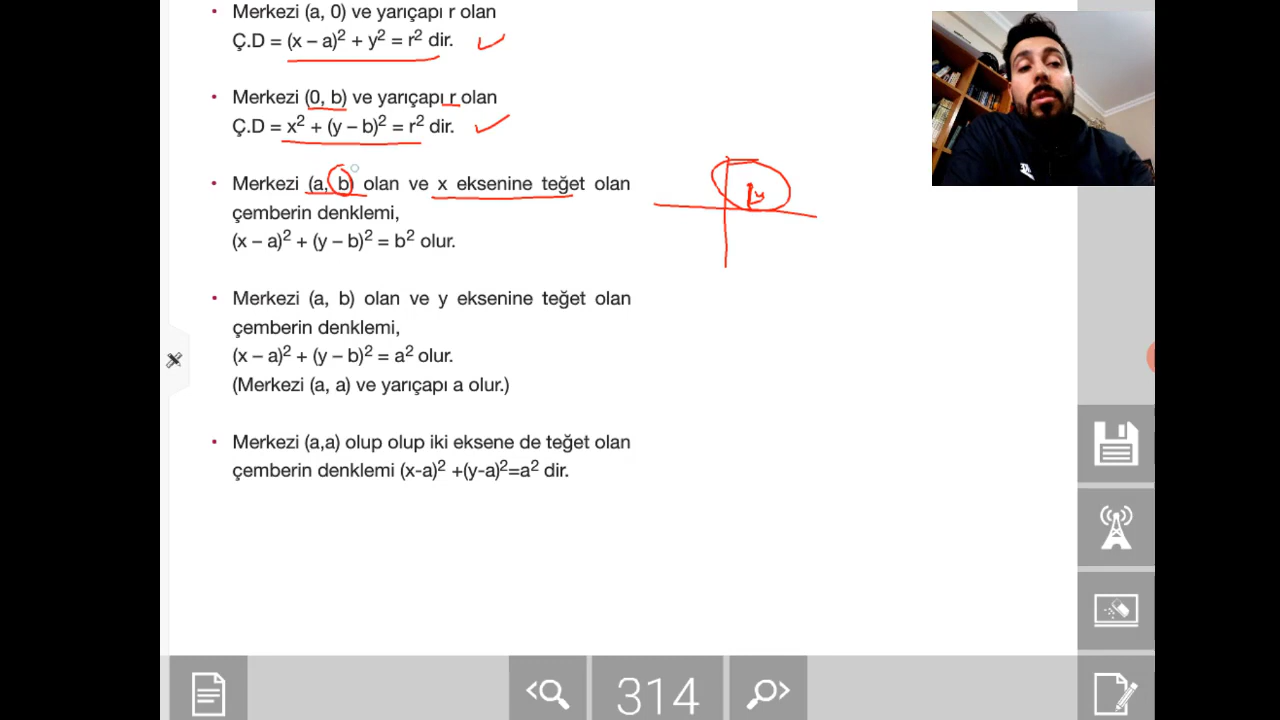 • Merkezi (a, 0) ve yarıçapı r olan
Ç.D = (x – a)² + y² = r² dir.
• Merkezi (0, b) ve yarıçapı r olan
Ç.D = x² + (y – b)² = r² dir.
• Merkezi (a, b) olan ve x eksenine teğet olan
çemberin denklemi,
(x – a)² + (y – b)² = b² olur.
• Merkezi (a, b) olan ve y eksenine teğet olan
çemberin denklemi,
(x – a)² + (y – b)² = a² olur.
(Merkezi (a, a) ve yarıçapı a olur.)
• Merkezi (a,a) olup olup iki eksene de teğet olan
çemberin denklemi (x-a)² +(y-a)²=a² dir.
314